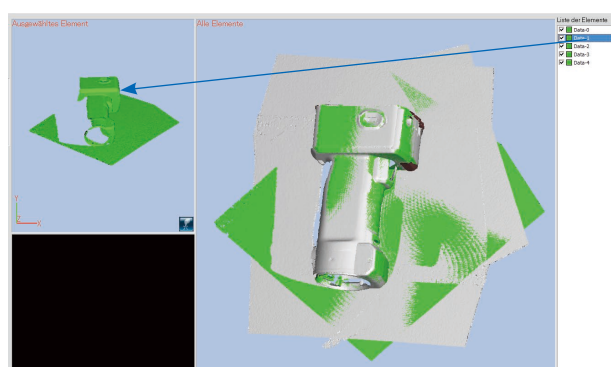 Ausgewähltes Element
Alle Elemente
Liste der Elemente
Data-0
Data-1
Data-2
Data-3
Data-4
Y
Z
X